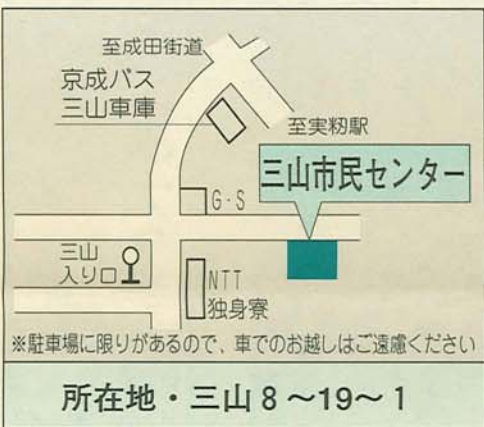 至成田街道
京成バス
三山車庫
至実籾駅
三山市民センター
G・S
三山
入り口
NTT
独身寮
※駐車場に限りがあるので、車でのお越しはご遠慮ください
所在地・三山8〜19〜1